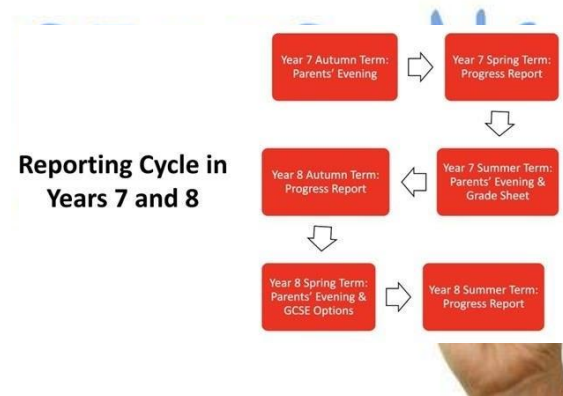 Reporting Cycle in
Years 7 and 8
Year 7 Autumn Term:
Parents' Evening
Year 7 Spring Term:
Progress Report
Year 7 Summer Term:
Parents' Evening &
Grade Sheet
Year 8 Autumn Term:
Progress Report
Year 8 Spring Term:
Parents' Evening &
GCSE Options
Year 8 Summer Term:
Progress Report